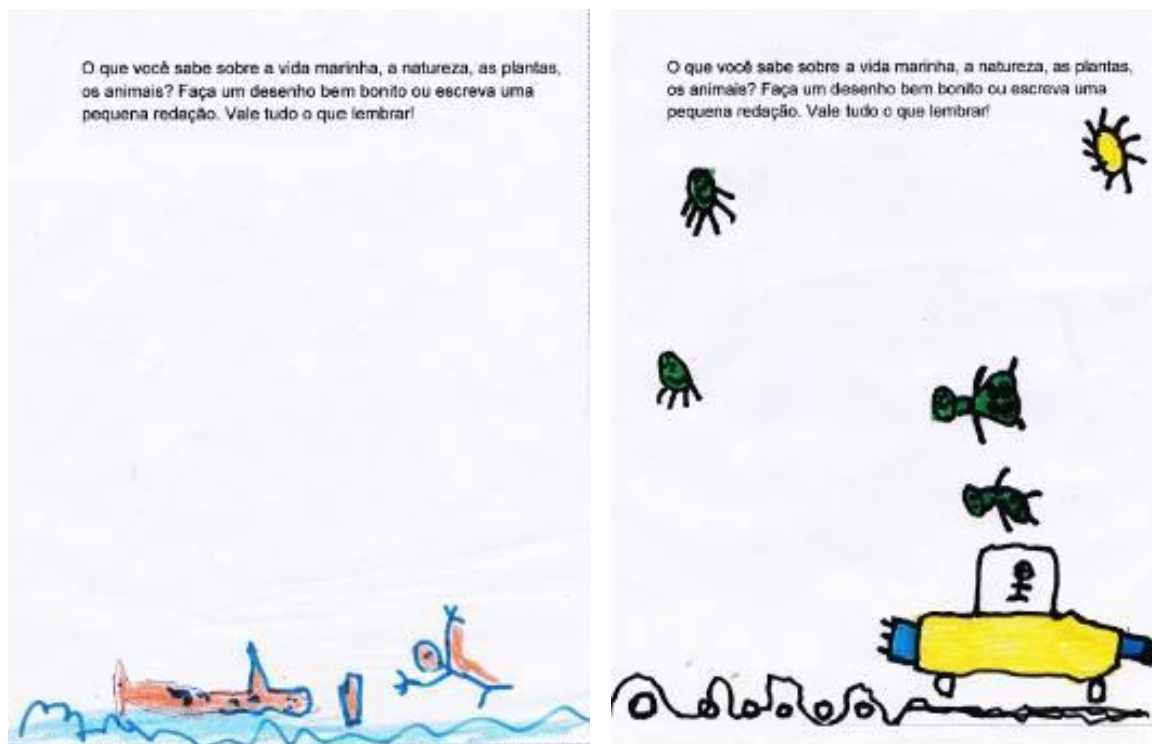 O que você sabe sobre a vida marinha, a natureza, as plantas,
os animais? Faça um desenho bem bonito ou escreva uma
pequena redação. Vale tudo o que lembrar!
O que você sabe sobre a vida marinha, a natureza, as plantas,
os animais? Faça um desenho bem bonito ou escreva uma
pequena redação. Vale tudo o que lembrar!